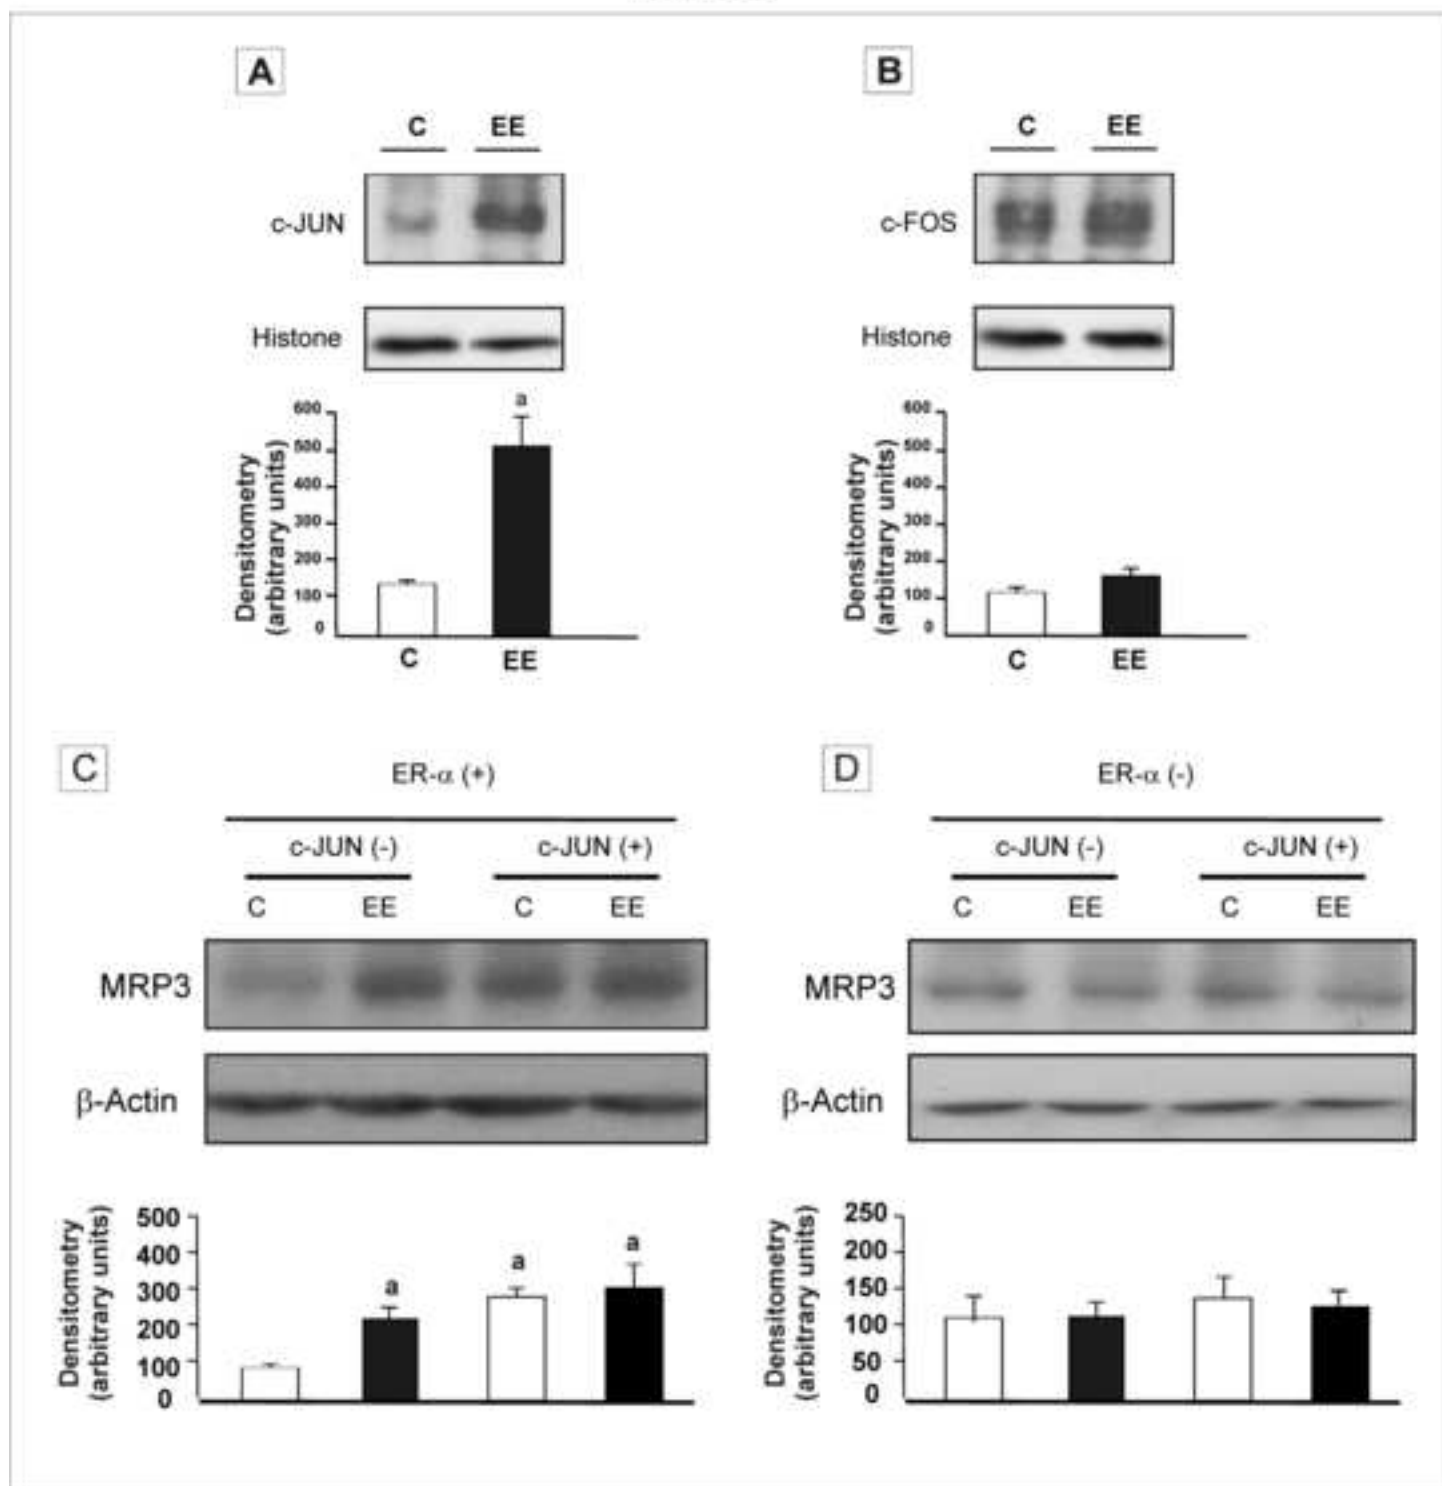 A
C EE
c-JUN
Histone
a
600
500
400
300
200
100
0
Densitometry
(arbitrary units)
C EE
B
C EE
c-FOS
Histone
600
500
400
300
200
100
0
Densitometry
(arbitrary units)
C EE
C
ER-α (+)
c-JUN (-) c-JUN (+)
C EE C EE
MRP3
β-Actin
500
400
300
200
100
0
Densitometry
(arbitrary units)
a a a
D
ER-α (-)
c-JUN (-) c-JUN (+)
C EE C EE
MRP3
β-Actin
250
200
150
100
50
0
Densitometry
(arbitrary units)